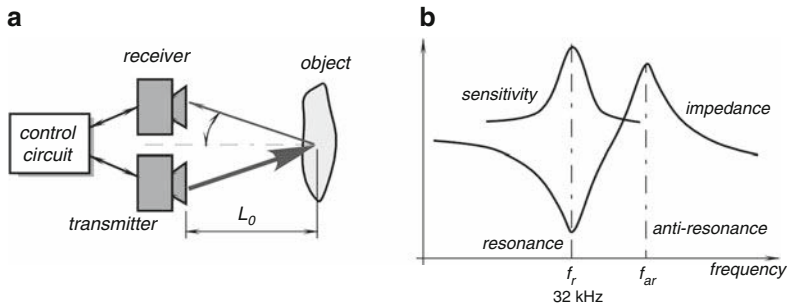 a
receiver
object
control
circuit
transmitter
L0
b
sensitivity
impedance
resonance
anti-resonance
frequency
fr
far
32 kHz